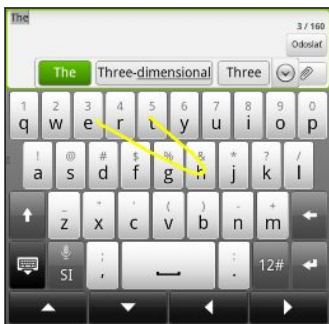 The
3 / 160
Odoslať
The Three-dimensional Three
1 2 3 4 5 6 7 8 9 0
q w e r t y u i o p
! @ # $ % & * ? /
a s d f g h j k l
_ " ' ( ) - +
z x c v b n m
SI ; , : . 12#